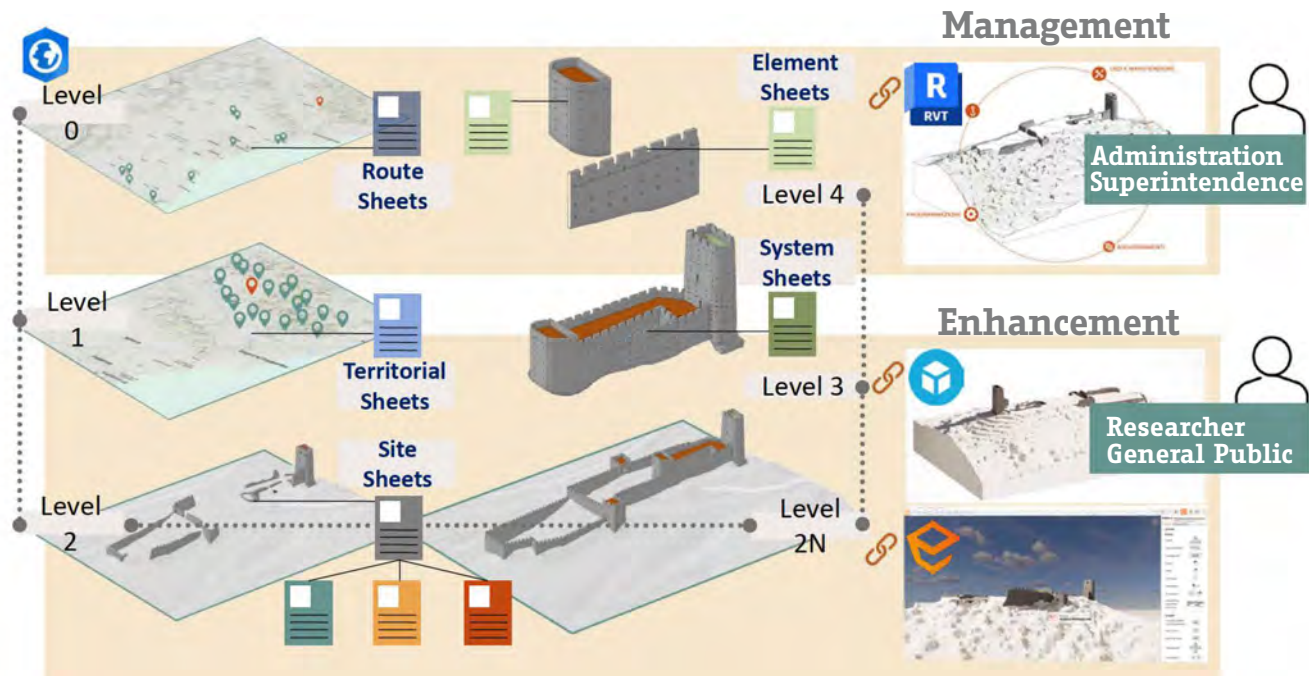 Management
Level
0
Route
Sheets
Element
Sheets
Level 4
R
RVT
Administration
Superintendence
Level
1
Territorial
Sheets
System
Sheets
Level 3
Enhancement
Researcher
General Public
Level
2
Site
Sheets
Level
2N